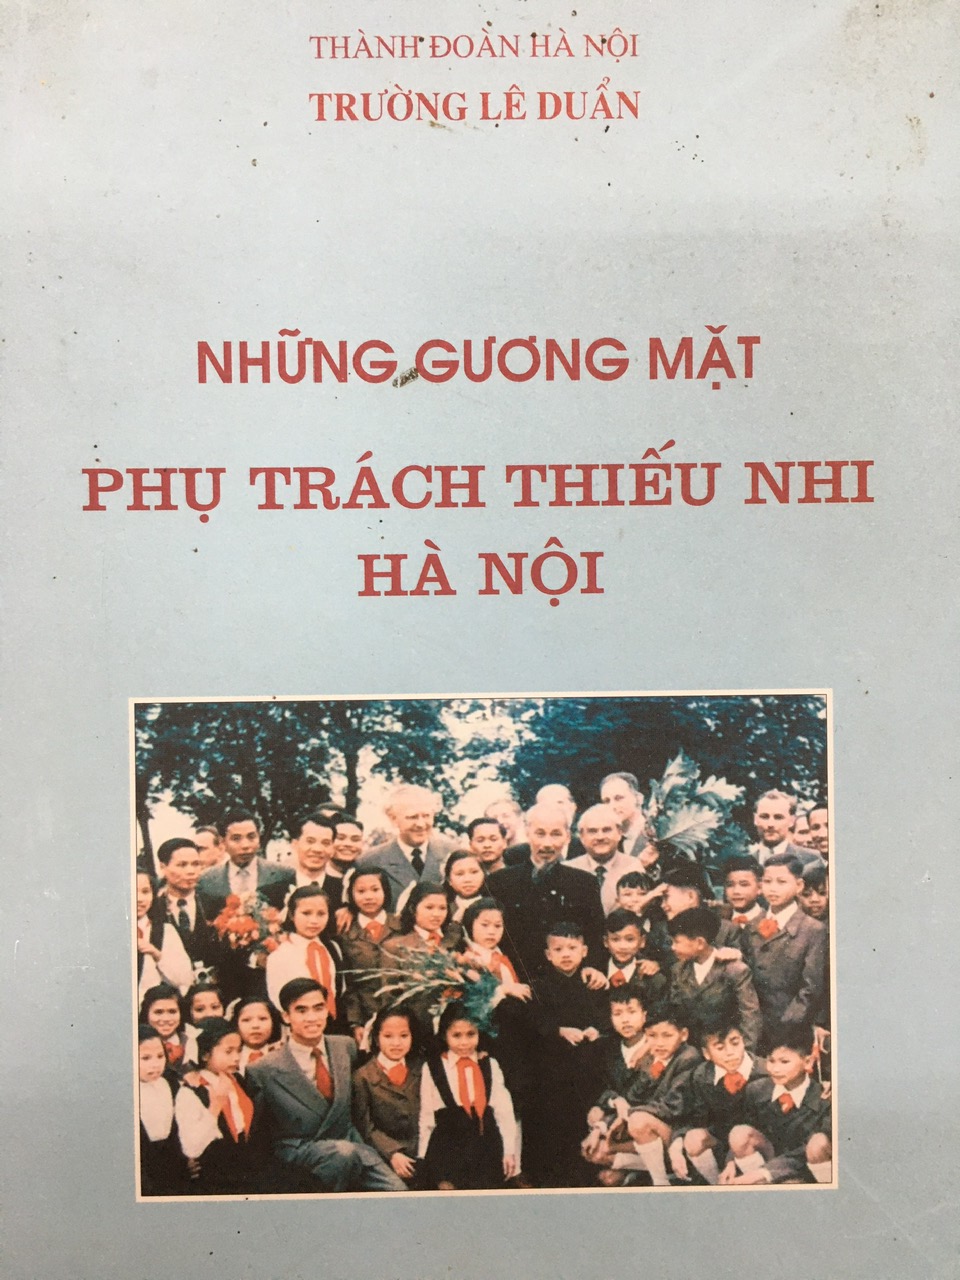 THÀNH ĐOÀN HÀ NỘI
TRƯỜNG LÊ DUẨN
NHỮNG GƯƠNG MẶT
PHỤ TRÁCH THIẾU NHI
HÀ NỘI